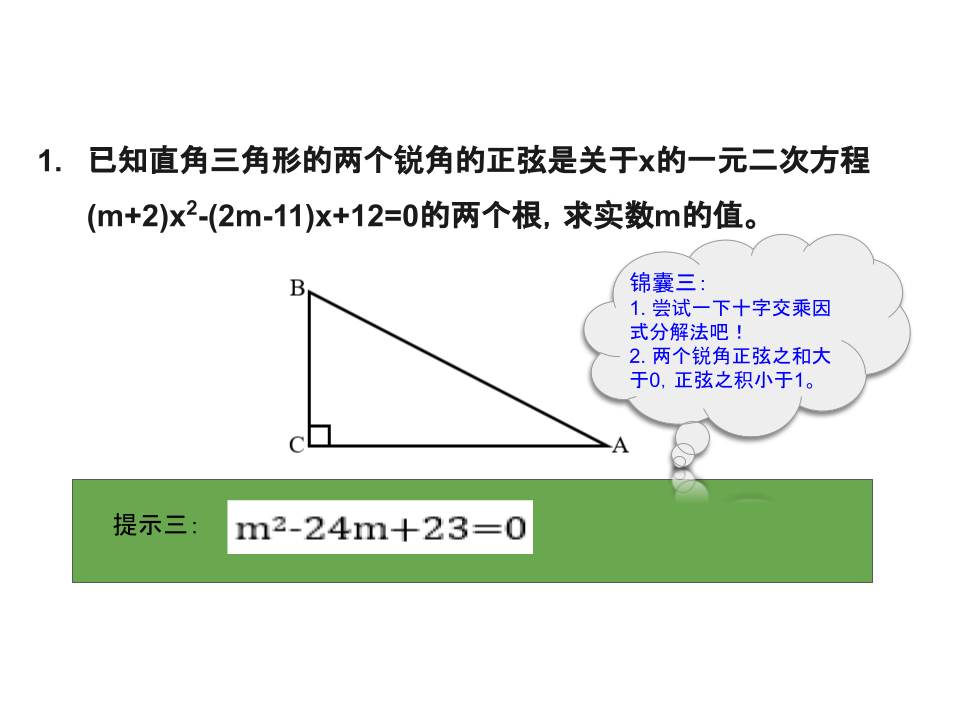 1. 已知直角三角形的两个锐角的正弦是关于x的一元二次方程
(m+2)x²-(2m-11)x+12=0的两个根，求实数m的值。
锦囊三：
1. 尝试一下十字交乘因
式分解法吧！
2. 两个锐角正弦之和大
于0，正弦之积小于1。
B
C
A
提示三：
m²-24m+23=0